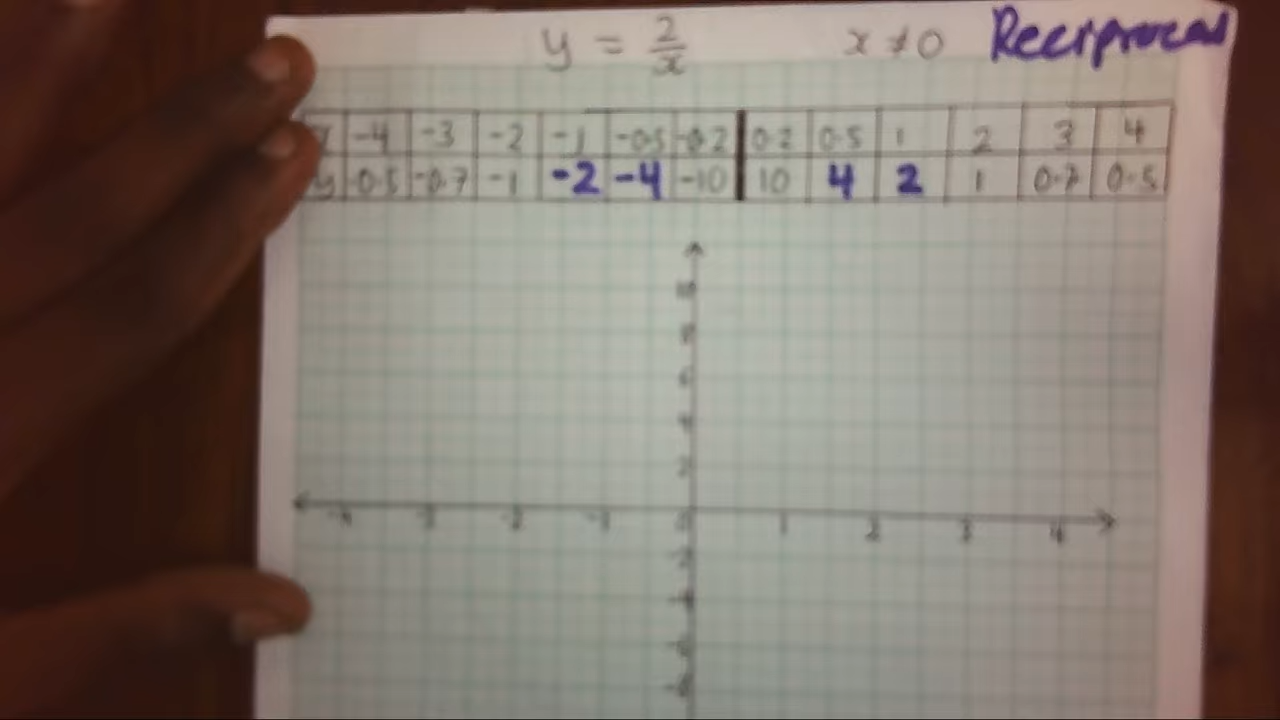 y = 2/x x ≠ 0 Reciprocal
x -4 -3 -2 -1 -0.5 -0.2 0.2 0.5 1 2 3 4
y -0.5 -0.7 -1 -2 -4 -10 10 4 2 1 0.7 0.5
10
8
6
4
2
-4 -3 -2 -1 0 1 2 3 4
-2
-4
-6
-8